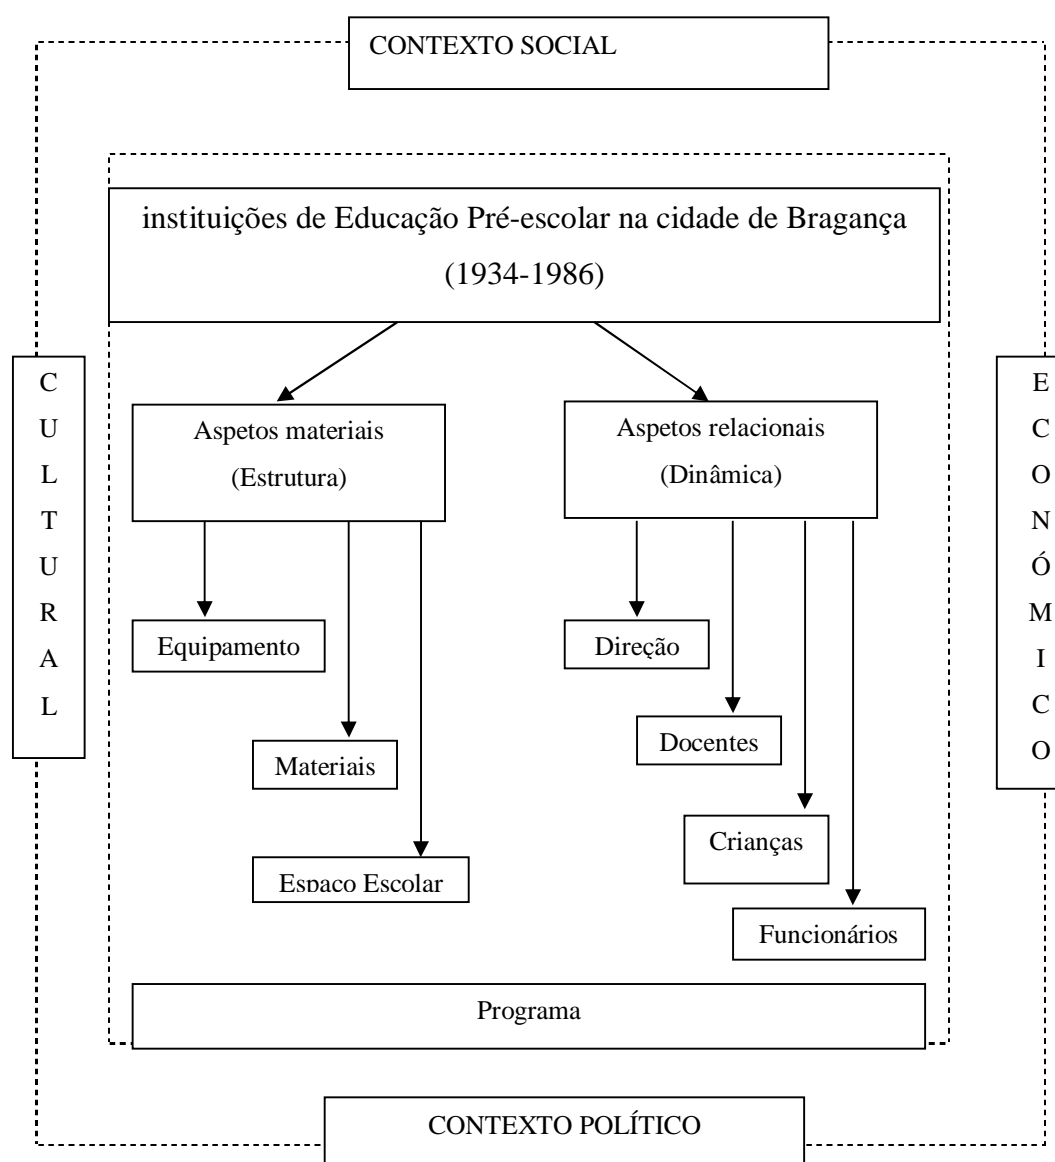 CONTEXTO SOCIAL
instituições de Educação Pré-escolar na cidade de Bragança
(1934-1986)
C
U
L
T
U
R
A
L
E
C
O
N
Ó
M
I
C
O
Aspetos materiais
(Estrutura)
Aspetos relacionais
(Dinâmica)
Equipamento
Direção
Docentes
Materiais
Crianças
Espaço Escolar
Funcionários
Programa
CONTEXTO POLÍTICO